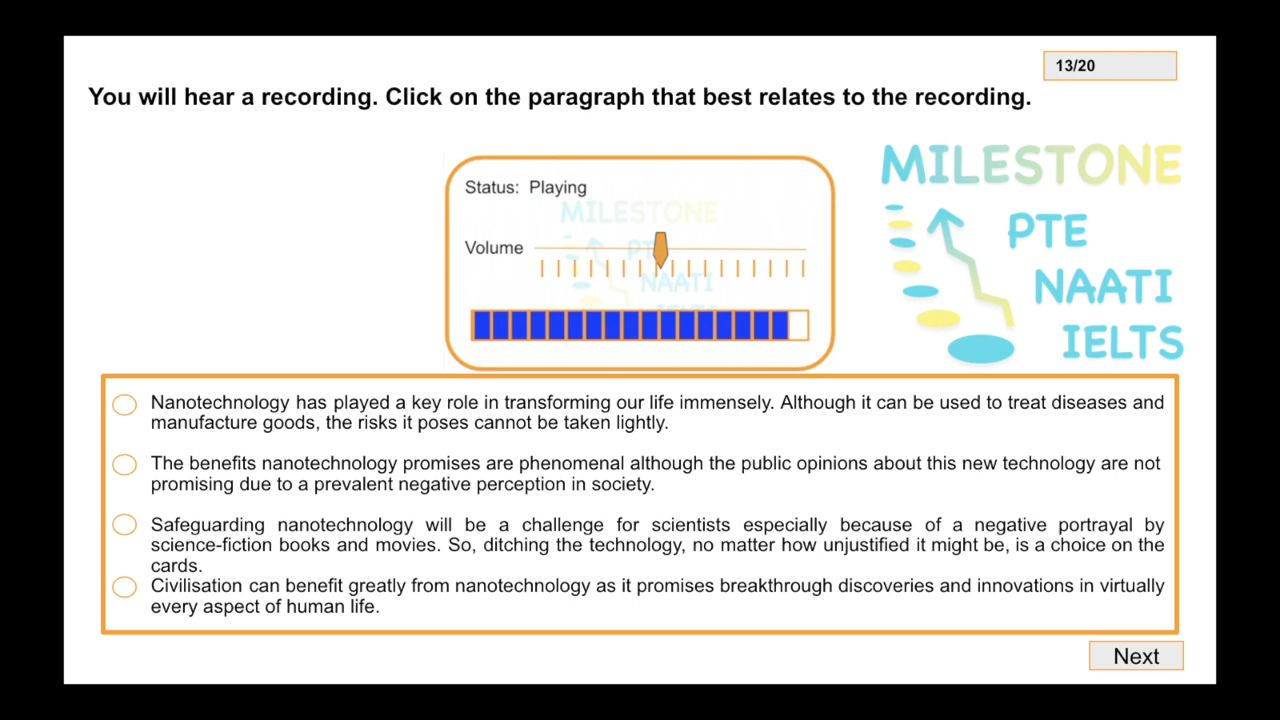 13/20
You will hear a recording. Click on the paragraph that best relates to the recording.
Status: Playing
MILESTONE
Volume
PTE
NAATI
IELTS
MILESTONE
PTE
NAATI
IELTS
Nanotechnology has played a key role in transforming our life immensely. Although it can be used to treat diseases and
manufacture goods, the risks it poses cannot be taken lightly.
The benefits nanotechnology promises are phenomenal although the public opinions about this new technology are not
promising due to a prevalent negative perception in society.
Safeguarding nanotechnology will be a challenge for scientists especially because of a negative portrayal by
science-fiction books and movies. So, ditching the technology, no matter how unjustified it might be, is a choice on the
cards.
Civilisation can benefit greatly from nanotechnology as it promises breakthrough discoveries and innovations in virtually
every aspect of human life.
Next